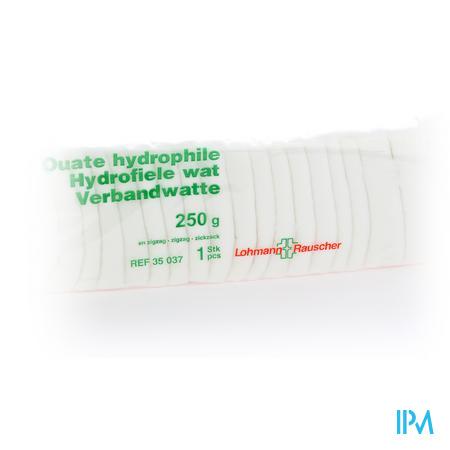 Ouate hydrophile
Hydrofiele wat
Verbandwatte
250 g
en zigzag - zigzag - zickzack
REF 35 037
1 Stk
pcs
Lohmann Rauscher
IPM